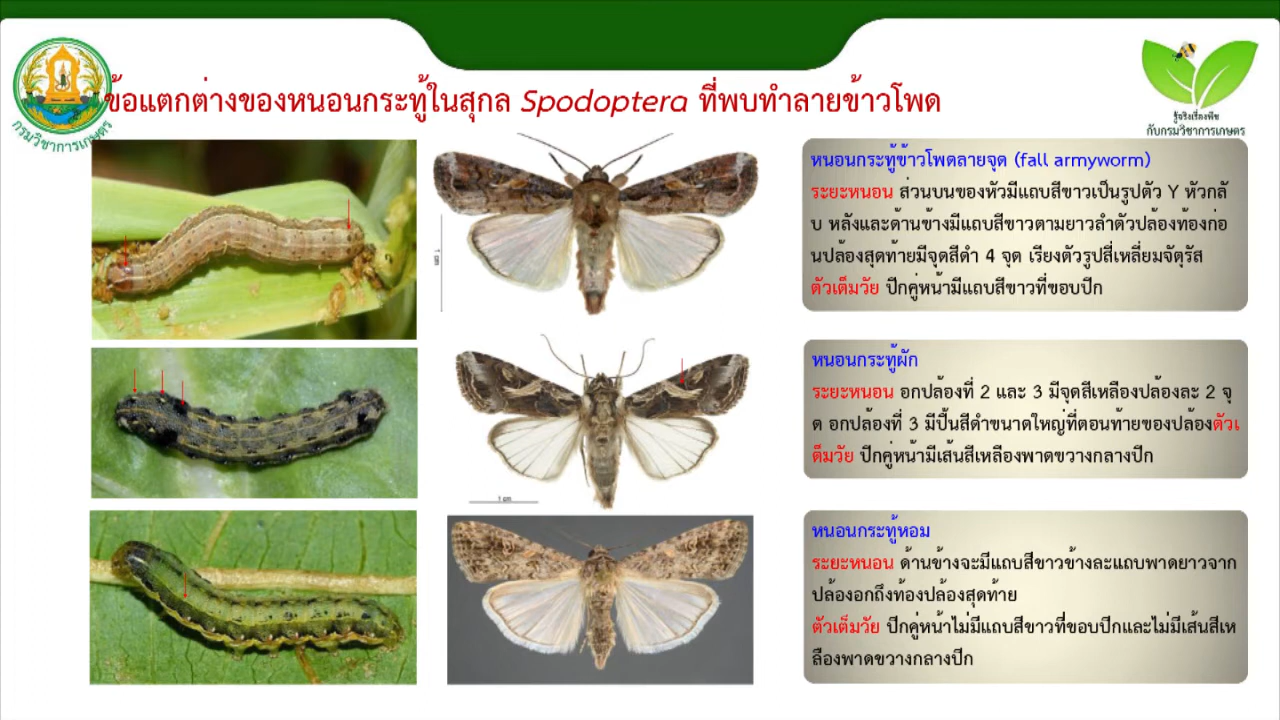 ข้อแตกต่างของหนอนกระทู้ในสกุล Spodoptera ที่พบทำลายข้าวโพด
กรมวิชาการเกษตร
รู้จริงเรื่องพืช
กับกรมวิชาการเกษตร
หนอนกระทู้ข้าวโพดลายจุด (fall armyworm)
ระยะหนอน ส่วนบนของหัวมีแถบสีขาวเป็นรูปตัว Y หัวกลั
บ หลังและด้านข้างมีแถบสีขาวตามยาวลำตัวปล้องท้องก่อ
นปล้องสุดท้ายมีจุดสีดำ 4 จุด เรียงตัวรูปสี่เหลี่ยมจัตุรัส
ตัวเต็มวัย ปีกคู่หน้ามีแถบสีขาวที่ขอบปีก
1 cm
หนอนกระทู้ผัก
ระยะหนอน อกปล้องที่ 2 และ 3 มีจุดสีเหลืองปล้องละ 2 จุ
ด อกปล้องที่ 3 มีปื้นสีดำขนาดใหญ่ที่ตอนท้ายของปล้องตัวเ
ต็มวัย ปีกคู่หน้ามีเส้นสีเหลืองพาดขวางกลางปีก
1 cm
หนอนกระทู้หอม
ระยะหนอน ด้านข้างจะมีแถบสีขาวข้างละแถบพาดยาวจาก
ปล้องอกถึงท้องปล้องสุดท้าย
ตัวเต็มวัย ปีกคู่หน้าไม่มีแถบสีขาวที่ขอบปีกและไม่มีเส้นสีเห
ลืองพาดขวางกลางปีก